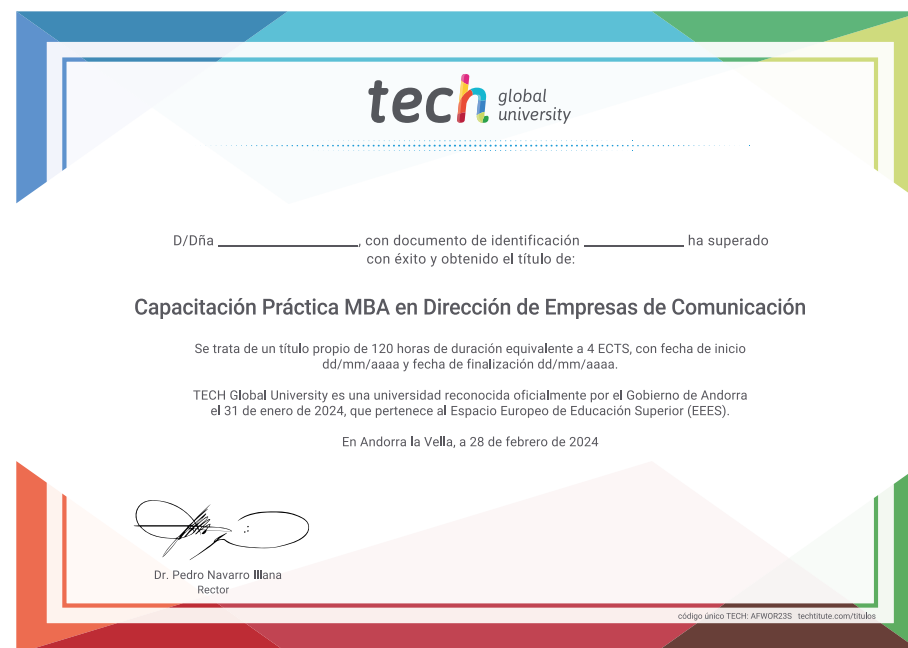 tech global university
D/Dña ____________________, con documento de identificación ______________ ha superado
con éxito y obtenido el título de:
Capacitación Práctica MBA en Dirección de Empresas de Comunicación
Se trata de un título propio de 120 horas de duración equivalente a 4 ECTS, con fecha de inicio
dd/mm/aaaa y fecha de finalización dd/mm/aaaa.
TECH Global University es una universidad reconocida oficialmente por el Gobierno de Andorra
el 31 de enero de 2024, que pertenece al Espacio Europeo de Educación Superior (EEES).
En Andorra la Vella, a 28 de febrero de 2024
Dr. Pedro Navarro Illana
Rector
código único TECH: AFWOR23S techtitute.com/titulos